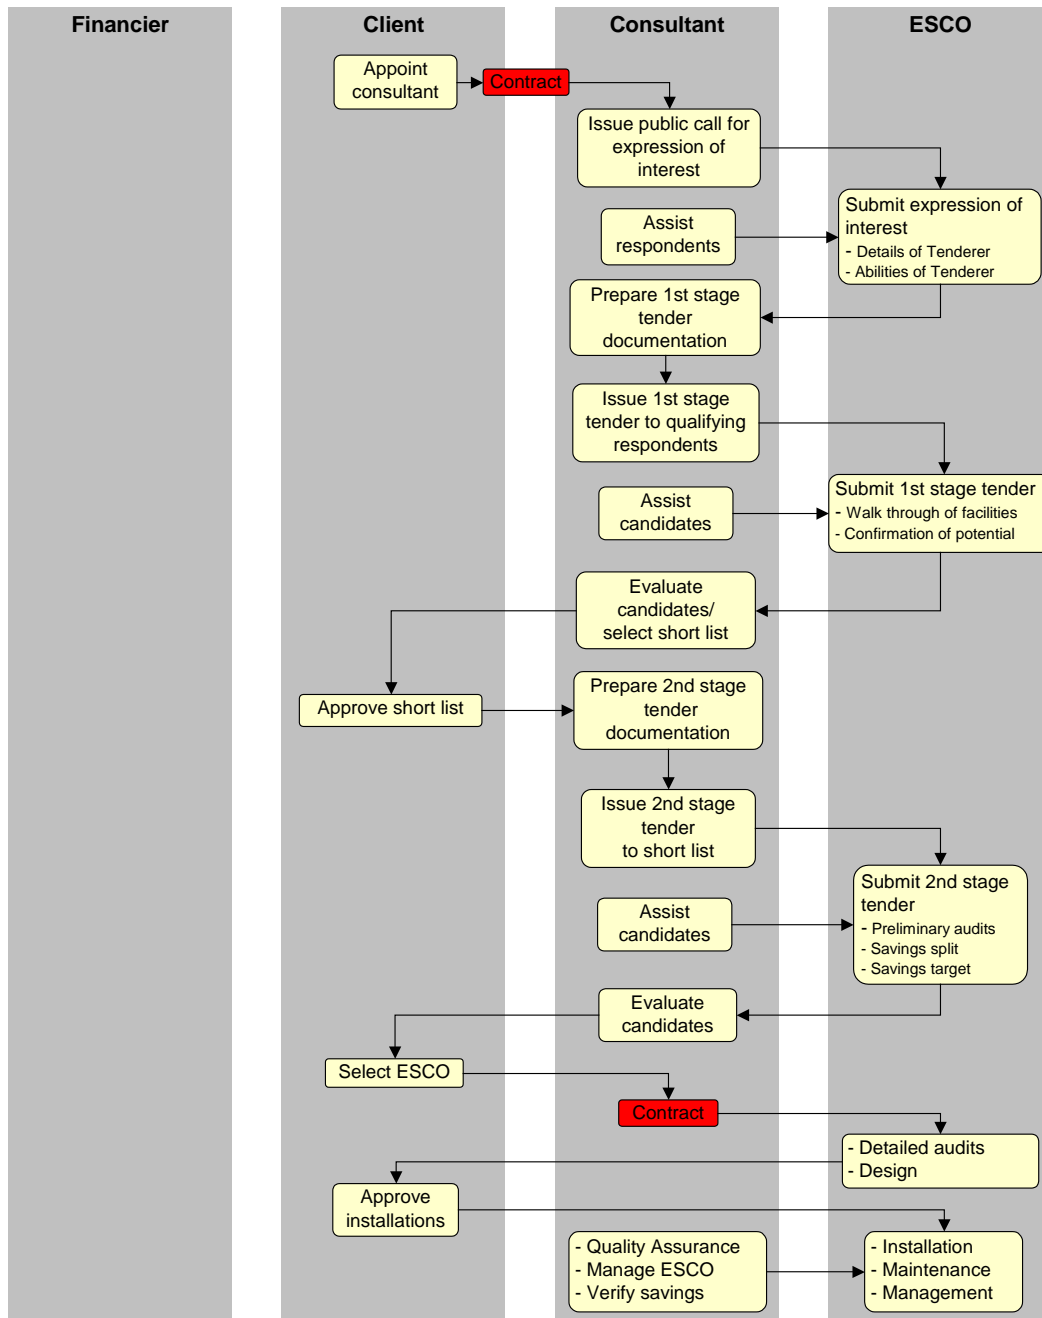 Financier
Client
Consultant
ESCO
Appoint
consultant
Contract
Issue public call for
expression of
interest
Submit expression of
interest
- Details of Tenderer
- Abilities of Tenderer
Assist
respondents
Prepare 1st stage
tender
documentation
Issue 1st stage
tender to qualifying
respondents
Submit 1st stage tender
- Walk through of facilities
- Confirmation of potential
Assist
candidates
Evaluate
candidates/
select short list
Approve short list
Prepare 2nd stage
tender
documentation
Issue 2nd stage
tender
to short list
Submit 2nd stage
tender
- Preliminary audits
- Savings split
- Savings target
Assist
candidates
Evaluate
candidates
Select ESCO
Contract
- Detailed audits
- Design
Approve
installations
- Quality Assurance
- Manage ESCO
- Verify savings
- Installation
- Maintenance
- Management